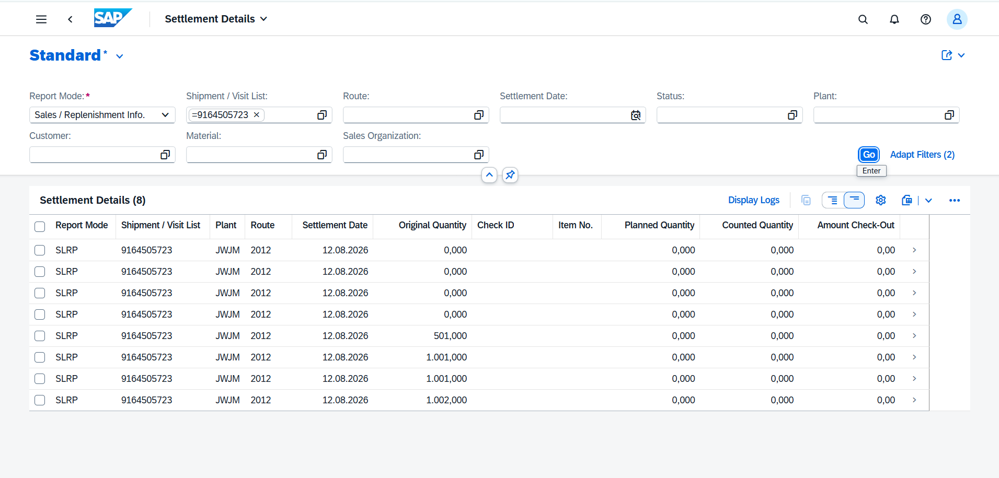 SAP Settlement Details
Standard *
Report Mode:* Shipment / Visit List: Route: Settlement Date: Status: Plant:
Sales / Replenishment Info. =9164505723
Customer: Material: Sales Organization:
Go Adapt Filters (2)
Enter
Settlement Details (8) Display Logs
Report Mode Shipment / Visit List Plant Route Settlement Date Original Quantity Check ID Item No. Planned Quantity Counted Quantity Amount Check-Out
SLRP 9164505723 JWJM 2012 12.08.2026 0,000 0,000 0,000 0,00
SLRP 9164505723 JWJM 2012 12.08.2026 0,000 0,000 0,000 0,00
SLRP 9164505723 JWJM 2012 12.08.2026 0,000 0,000 0,000 0,00
SLRP 9164505723 JWJM 2012 12.08.2026 0,000 0,000 0,000 0,00
SLRP 9164505723 JWJM 2012 12.08.2026 501,000 0,000 0,000 0,00
SLRP 9164505723 JWJM 2012 12.08.2026 1.001,000 0,000 0,000 0,00
SLRP 9164505723 JWJM 2012 12.08.2026 1.001,000 0,000 0,000 0,00
SLRP 9164505723 JWJM 2012 12.08.2026 1.002,000 0,000 0,000 0,00